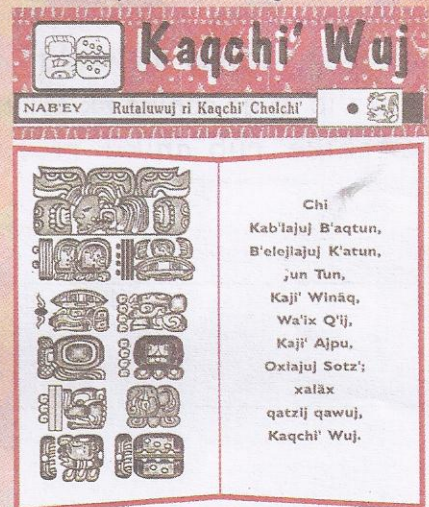 Kaqchi' Wuj
NAB'EY Rutaluwuj ri Kaqchi' Cholchi'
Chi
Kab'lajuj B'aqtun,
B'elejlajuj K'atun,
jun Tun,
Kaji' Winäq,
Wa'ix Q'ij,
Kaji' Ajpu,
Oxlajuj Sotz';
xaläx
qatzij qawuj,
Kaqchi' Wuj.